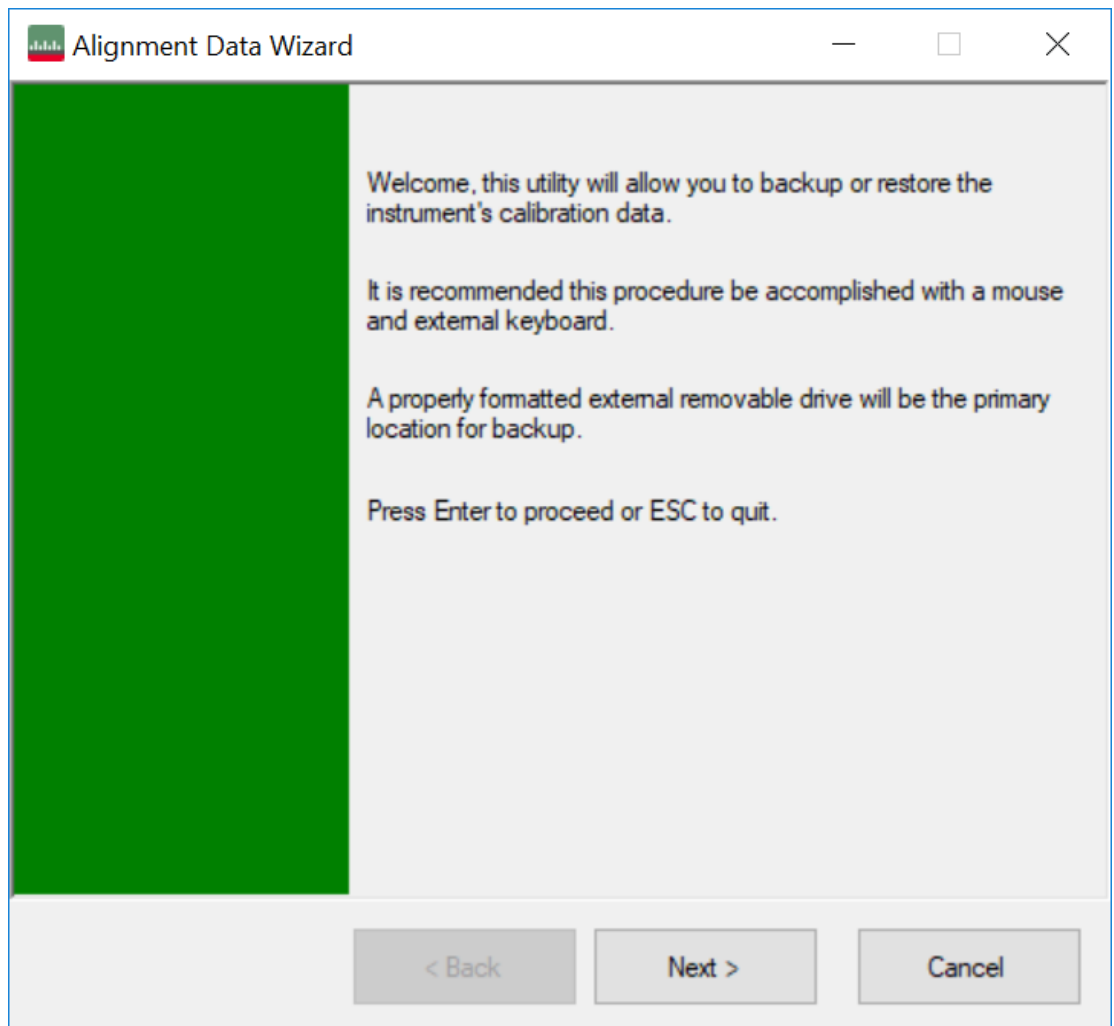 Alignment Data Wizard
Welcome, this utility will allow you to backup or restore the
instrument's calibration data.
It is recommended this procedure be accomplished with a mouse
and external keyboard.
A properly formatted external removable drive will be the primary
location for backup.
Press Enter to proceed or ESC to quit.
< Back
Next >
Cancel